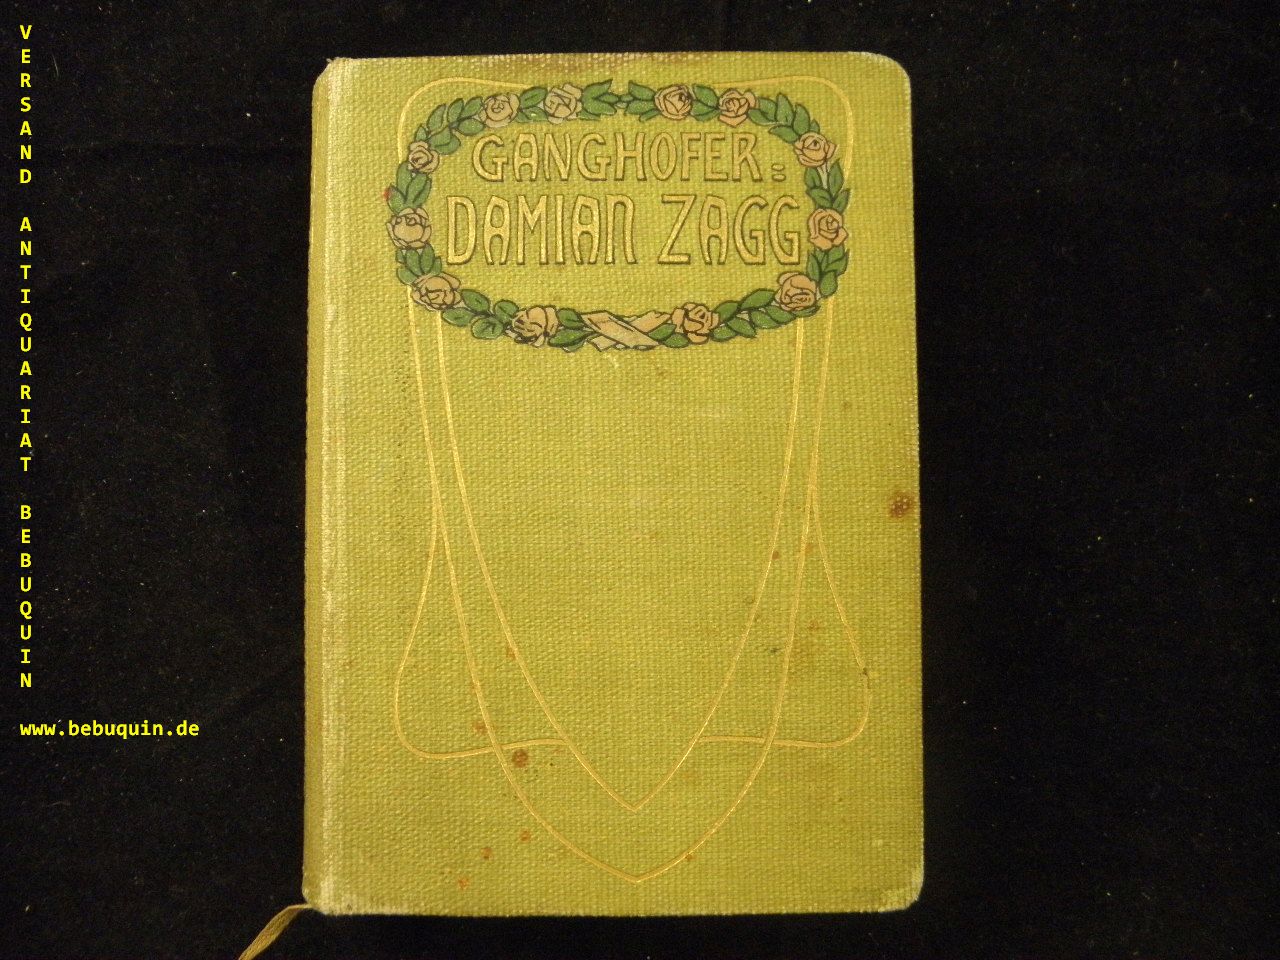 VERSAND ANTIQUARIAT BEBUQUIN
www.bebuquin.de
GANGHOFER:
DAMIAN ZAGG